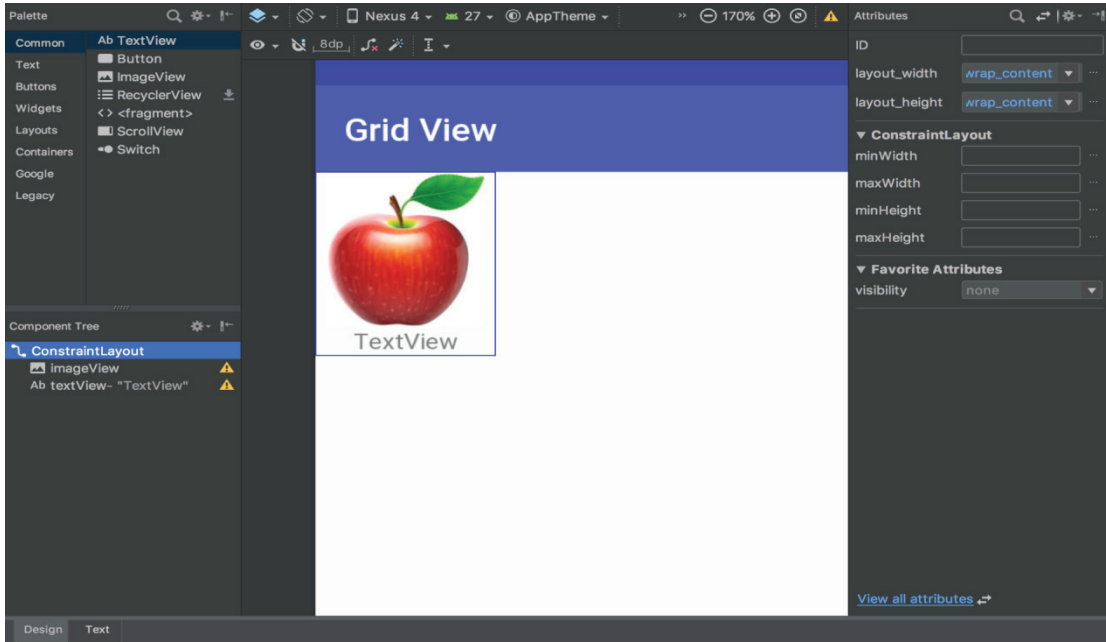 Palette
Common
Text
Buttons
Widgets
Layouts
Containers
Google
Legacy
Ab TextView
Button
ImageView
RecyclerView
<> <fragment>
ScrollView
Switch
Component Tree
ConstraintLayout
imageView
Ab textView- "TextView"
Nexus 4 27 AppTheme >> 170%
8dp
Grid View
TextView
Attributes
ID
layout_width wrap_content
layout_height wrap_content
ConstraintLayout
minWidth
maxWidth
minHeight
maxHeight
Favorite Attributes
visibility none
View all attributes
Design Text